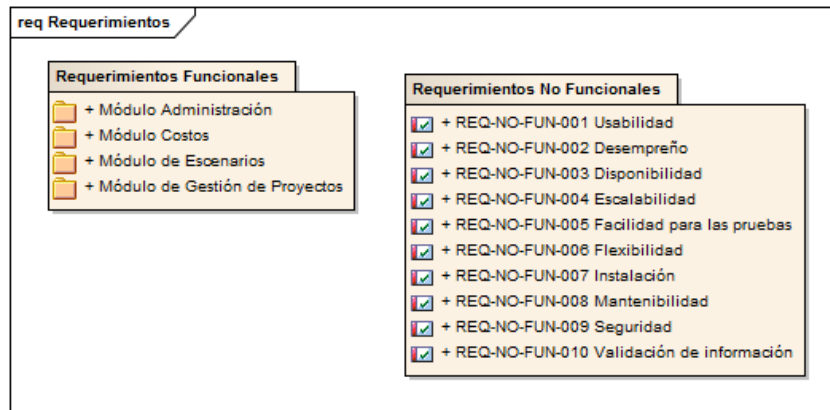 req Requerimientos
Requerimientos Funcionales
+ Módulo Administración
+ Módulo Costos
+ Módulo de Escenarios
+ Módulo de Gestión de Proyectos
Requerimientos No Funcionales
+ REQ-NO-FUN-001 Usabilidad
+ REQ-NO-FUN-002 Desempreño
+ REQ-NO-FUN-003 Disponibilidad
+ REQ-NO-FUN-004 Escalabilidad
+ REQ-NO-FUN-005 Facilidad para las pruebas
+ REQ-NO-FUN-006 Flexibilidad
+ REQ-NO-FUN-007 Instalación
+ REQ-NO-FUN-008 Mantenibilidad
+ REQ-NO-FUN-009 Seguridad
+ REQ-NO-FUN-010 Validación de información